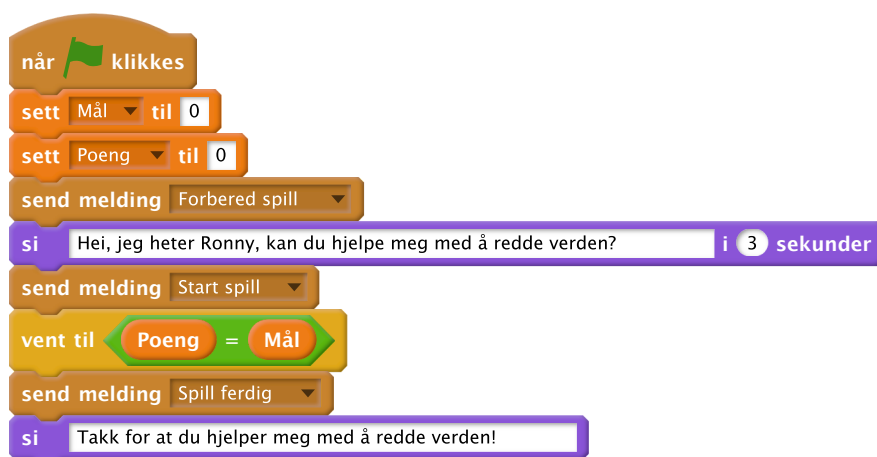 når klikkes
sett Mål til 0
sett Poeng til 0
send melding Forbered spill
si Hei, jeg heter Ronny, kan du hjelpe meg med å redde verden? i 3 sekunder
send melding Start spill
vent til Poeng = Mål
send melding Spill ferdig
si Takk for at du hjelper meg med å redde verden!